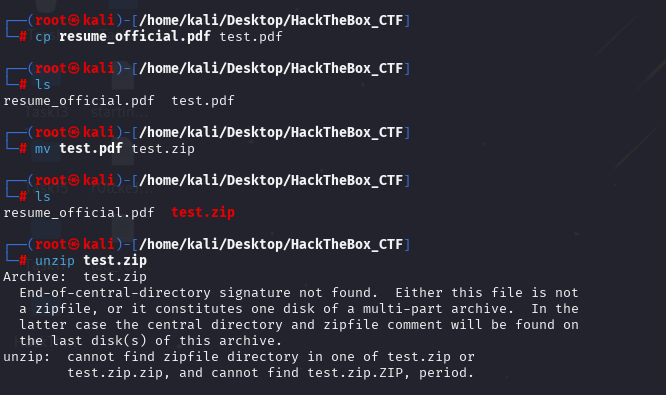 ┌──(root㉿kali)-[/home/kali/Desktop/HackTheBox_CTF]
└─# cp resume_official.pdf test.pdf
┌──(root㉿kali)-[/home/kali/Desktop/HackTheBox_CTF]
└─# ls
resume_official.pdf  test.pdf
┌──(root㉿kali)-[/home/kali/Desktop/HackTheBox_CTF]
└─# mv test.pdf test.zip
┌──(root㉿kali)-[/home/kali/Desktop/HackTheBox_CTF]
└─# ls
resume_official.pdf  test.zip
┌──(root㉿kali)-[/home/kali/Desktop/HackTheBox_CTF]
└─# unzip test.zip
Archive:  test.zip
  End-of-central-directory signature not found.  Either this file is not
  a zipfile, or it constitutes one disk of a multi-part archive.  In the
  latter case the central directory and zipfile comment will be found on
  the last disk(s) of this archive.
unzip:  cannot find zipfile directory in one of test.zip or
        test.zip.zip, and cannot find test.zip.ZIP, period.